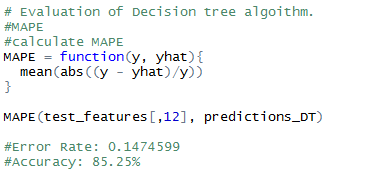 # Evaluation of Decision tree algoithm.
#MAPE
#calculate MAPE
MAPE = function(y, yhat){
  mean(abs((y - yhat)/y))
}
MAPE(test_features[,12], predictions_DT)
#Error Rate: 0.1474599
#Accuracy: 85.25%